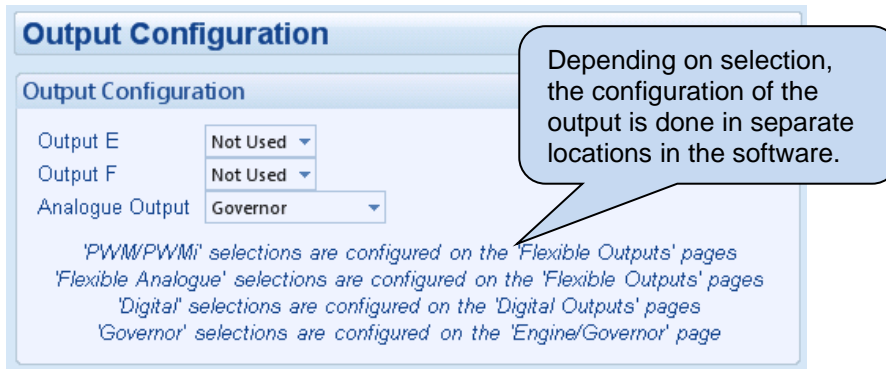 Output Configuration
Depending on selection,
the configuration of the
output is done in separate
locations in the software.
Output Configuration
Output E Not Used
Output F Not Used
Analogue Output Governor
'PWM/PWMi' selections are configured on the 'Flexible Outputs' pages
'Flexible Analogue' selections are configured on the 'Flexible Outputs' pages
'Digital' selections are configured on the 'Digital Outputs' pages
'Governor' selections are configured on the 'Engine/Governor' page